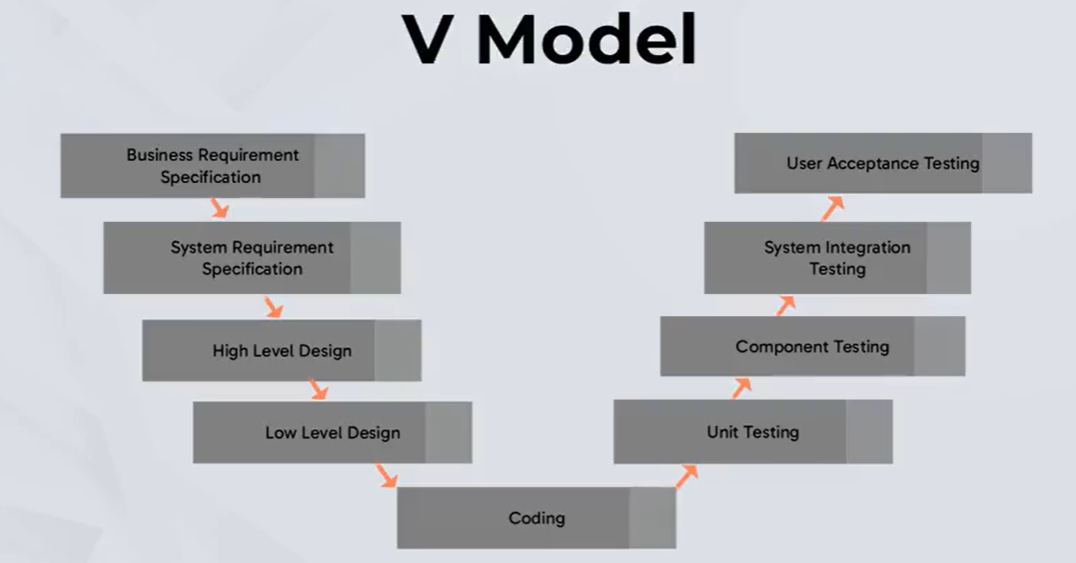 V Model
Business Requirement
Specification
System Requirement
Specification
High Level Design
Low Level Design
Coding
Unit Testing
Component Testing
System Integration
Testing
User Acceptance Testing